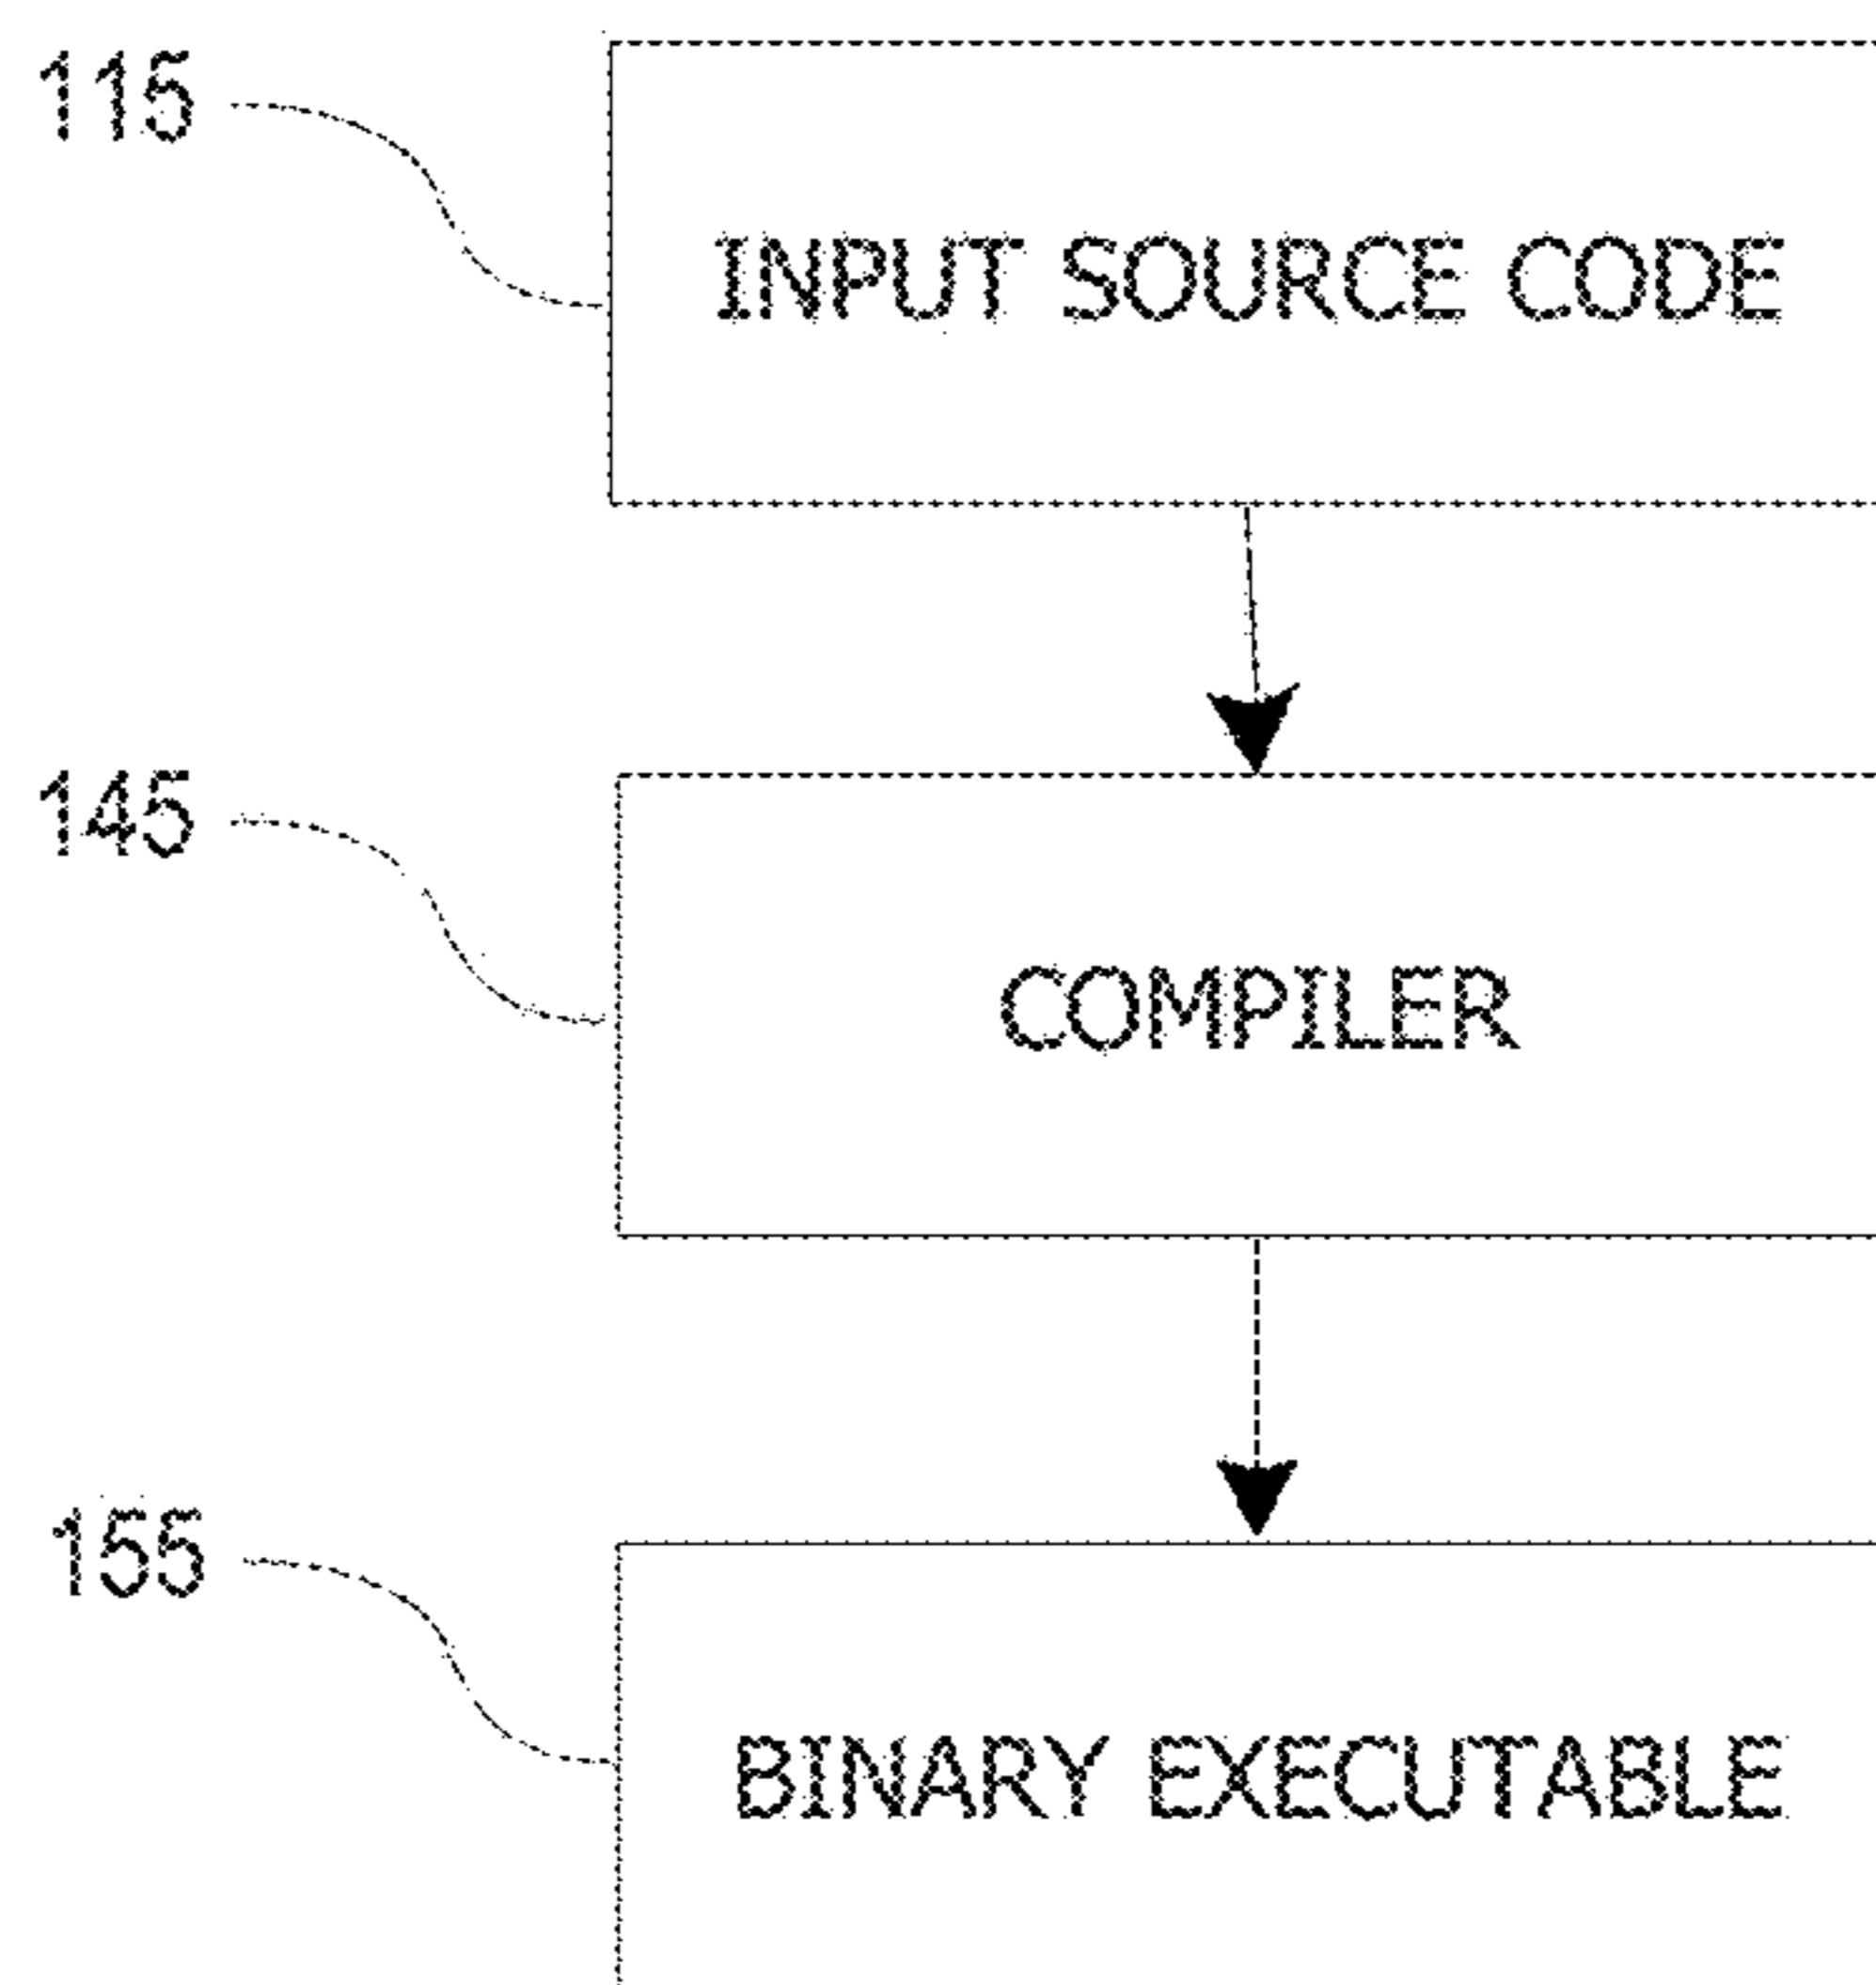 115
INPUT SOURCE CODE
145
COMPILER
155
BINARY EXECUTABLE